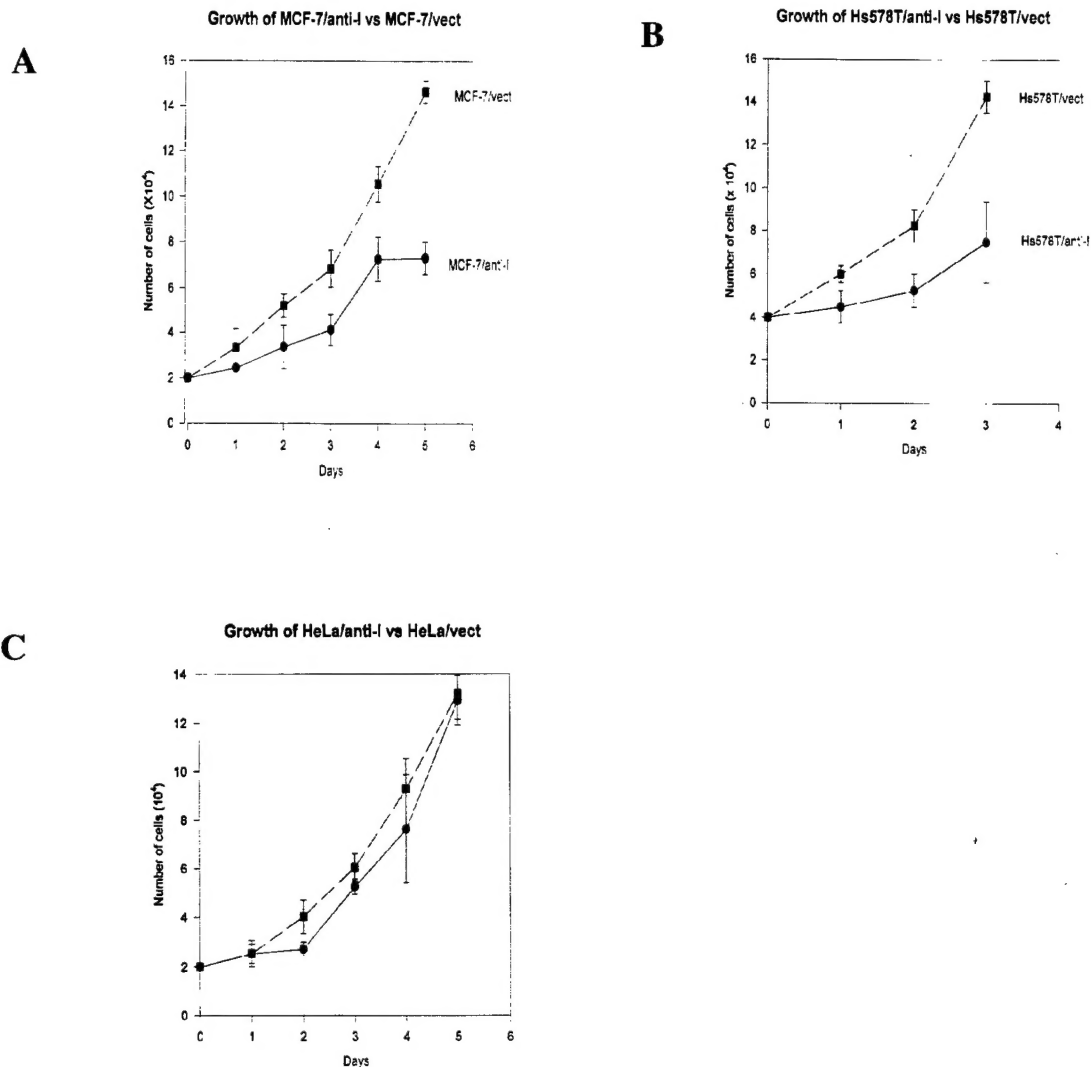 Growth of MCF-7/anti-I vs MCF-7/vect
A
16
14
12
10
8
6
4
2
0
Number of cells (X10⁴)
MCF-7/vect
MCF-7/anti-I
0 1 2 3 4 5 6
Days
Growth of Hs578T/anti-I vs Hs578T/vect
B
16
14
12
10
8
6
4
2
0
Number of cells (x 10⁴)
Hs578T/vect
Hs578T/anti-I
0 1 2 3 4
Days
Growth of HeLa/anti-I vs HeLa/vect
C
14
12
10
8
6
4
2
0
Number of cells (10⁴)
0 1 2 3 4 5 6
Days